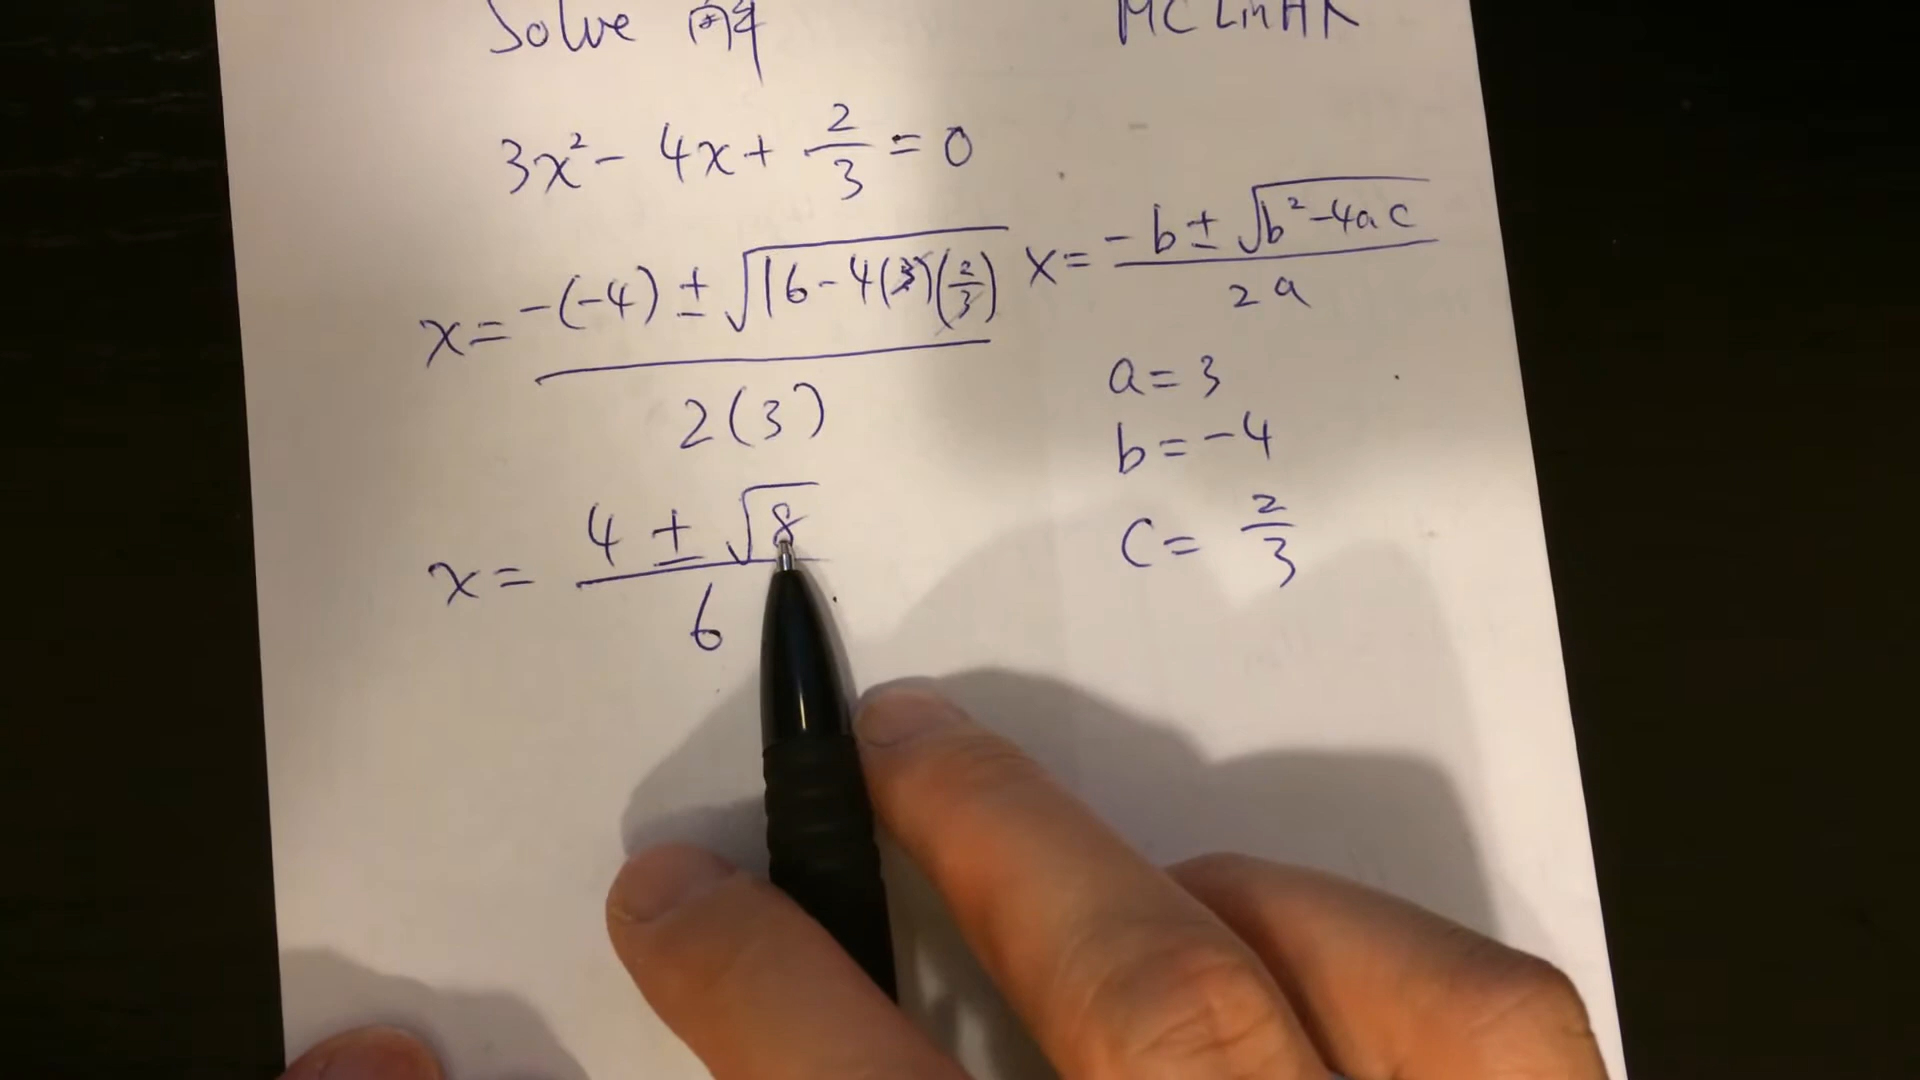 Solve 解
3x² - 4x + 2/3 = 0
x = (-(-4) ± √(16 - 4(3)(2/3))) / 2(3)
x = (4 ± √8) / 6
x = (-b ± √(b² - 4ac)) / 2a
a = 3
b = -4
c = 2/3